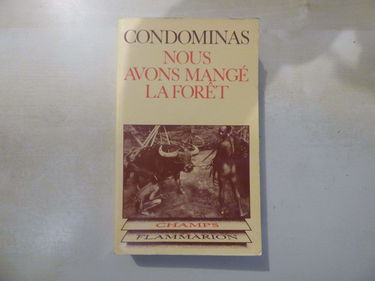 CONDOMINAS
NOUS
AVONS MANGÉ
LA FORÊT
CHAMPS
FLAMMARION